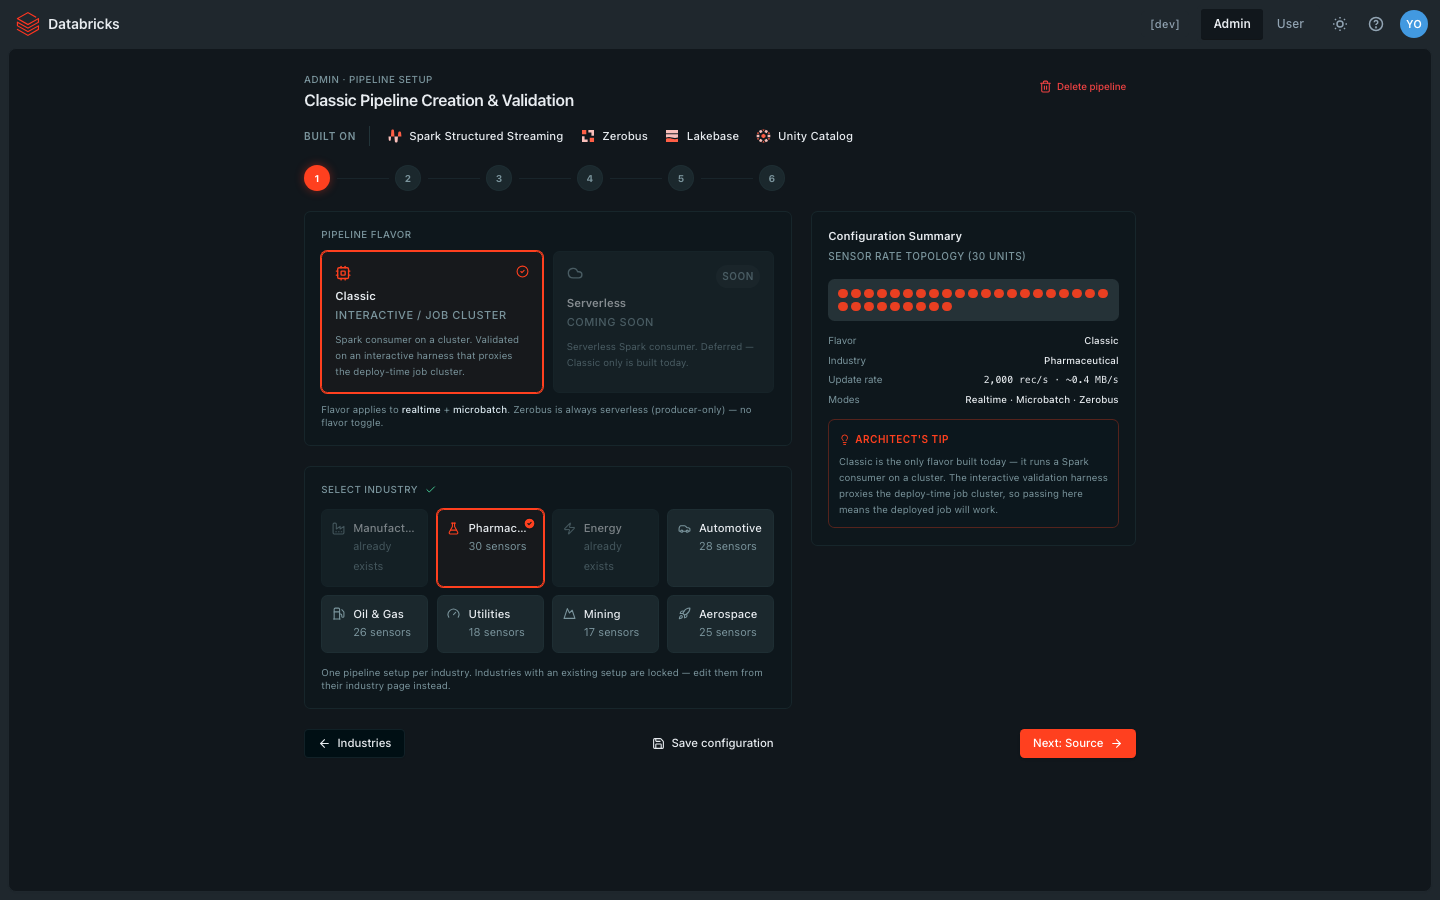 Databricks
[dev]
Admin
User
YO
ADMIN · PIPELINE SETUP
Classic Pipeline Creation & Validation
Delete pipeline
BUILT ON
Spark Structured Streaming
Zerobus
Lakebase
Unity Catalog
1
2
3
4
5
6
PIPELINE FLAVOR
Classic
INTERACTIVE / JOB CLUSTER
Spark consumer on a cluster. Validated
on an interactive harness that proxies
the deploy-time job cluster.
SOON
Serverless
COMING SOON
Serverless Spark consumer. Deferred —
Classic only is built today.
Flavor applies to realtime + microbatch. Zerobus is always serverless (producer-only) — no
flavor toggle.
SELECT INDUSTRY
Manufact...
already
exists
Pharmac...
30 sensors
Energy
already
exists
Automotive
28 sensors
Oil & Gas
26 sensors
Utilities
18 sensors
Mining
17 sensors
Aerospace
25 sensors
One pipeline setup per industry. Industries with an existing setup are locked — edit them from
their industry page instead.
Configuration Summary
SENSOR RATE TOPOLOGY (30 UNITS)
Flavor Classic
Industry Pharmaceutical
Update rate 2,000 rec/s · ~0.4 MB/s
Modes Realtime · Microbatch · Zerobus
ARCHITECT'S TIP
Classic is the only flavor built today — it runs a Spark
consumer on a cluster. The interactive validation harness
proxies the deploy-time job cluster, so passing here
means the deployed job will work.
Industries
Save configuration
Next: Source